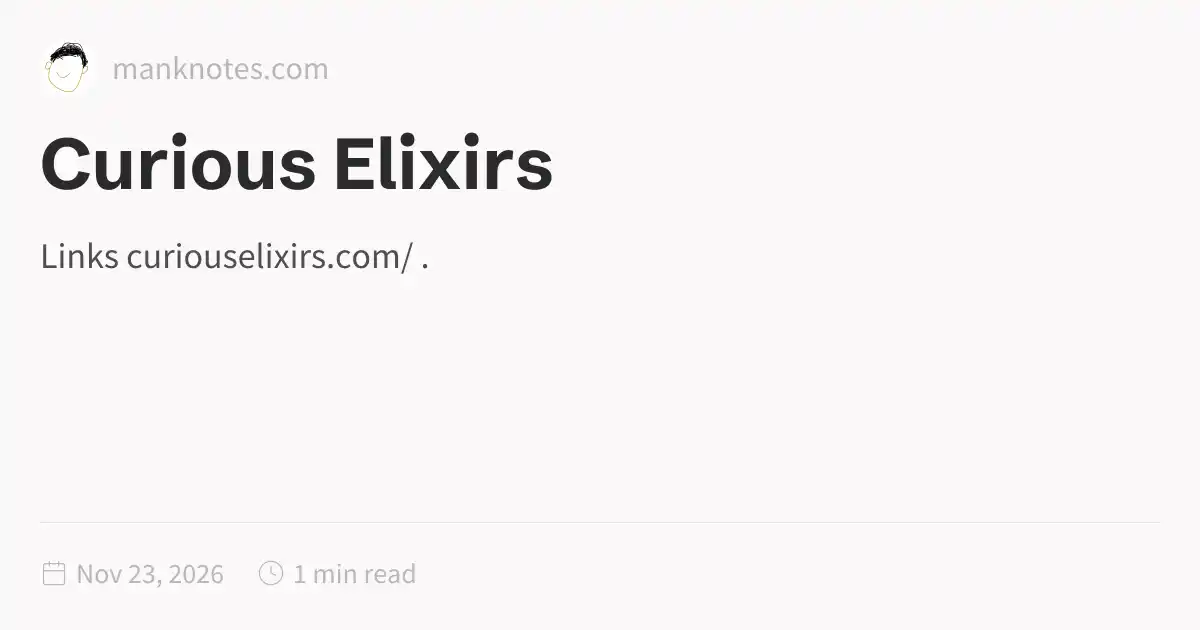 manknotes.com
Curious Elixirs
Links curiouselixirs.com/ .
Nov 23, 2026 1 min read